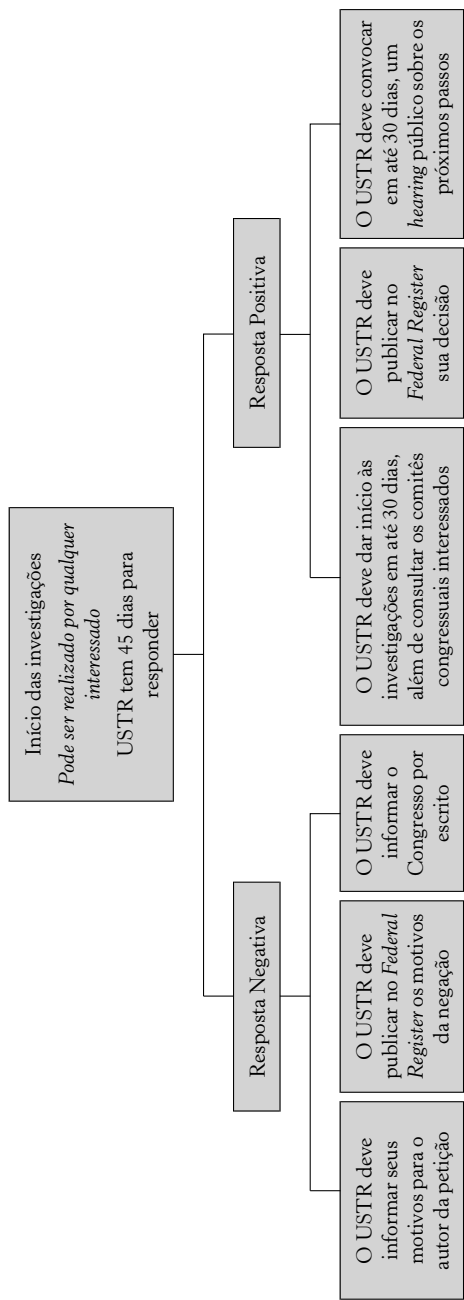 Início das investigações
Pode ser realizado por qualquer
interessado
USTR tem 45 dias para
responder
Resposta Negativa
Resposta Positiva
O USTR deve
informar seus
motivos para o
autor da petição
O USTR deve
publicar no Federal
Register os motivos
da negação
O USTR deve
informar o
Congresso por
escrito
O USTR deve dar início às
investigações em até 30 dias,
além de consultar os comitês
congressuais interessados
O USTR deve
publicar no
Federal Register
sua decisão
O USTR deve convocar
em até 30 dias, um
hearing público sobre os
próximos passos